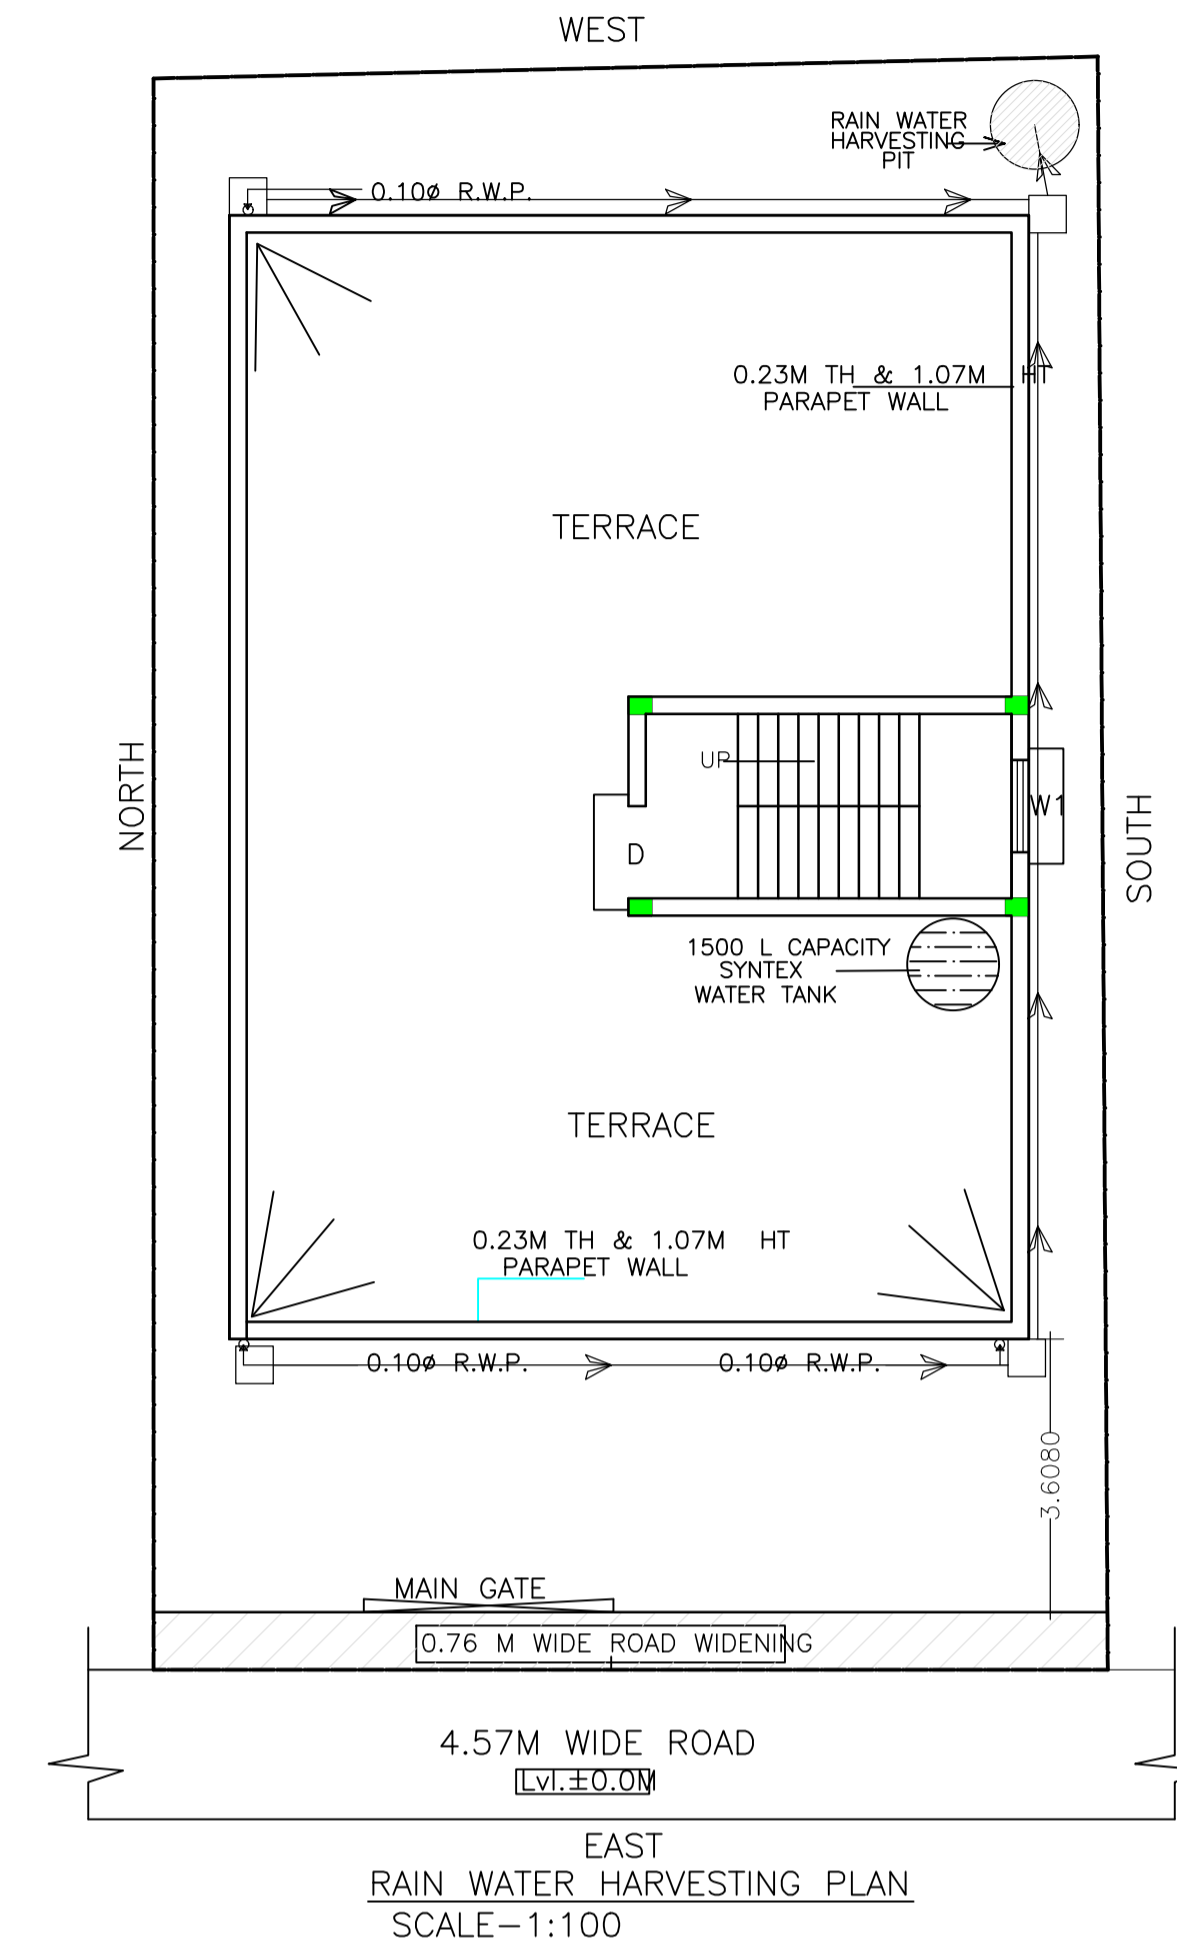 WEST
RAIN WATER
HARVESTING
PIT
0.10ø R.W.P.
0.23M TH & 1.07M HT
PARAPET WALL
TERRACE
UP
NORTH
W1
SOUTH
D
1500 L CAPACITY
SYNTEX
WATER TANK
TERRACE
0.23M TH & 1.07M HT
PARAPET WALL
0.10ø R.W.P. 0.10ø R.W.P.
3.6080
MAIN GATE
0.76 M WIDE ROAD WIDENING
4.57M WIDE ROAD
Lvl.±0.0M
EAST
RAIN WATER HARVESTING PLAN
SCALE-1:100